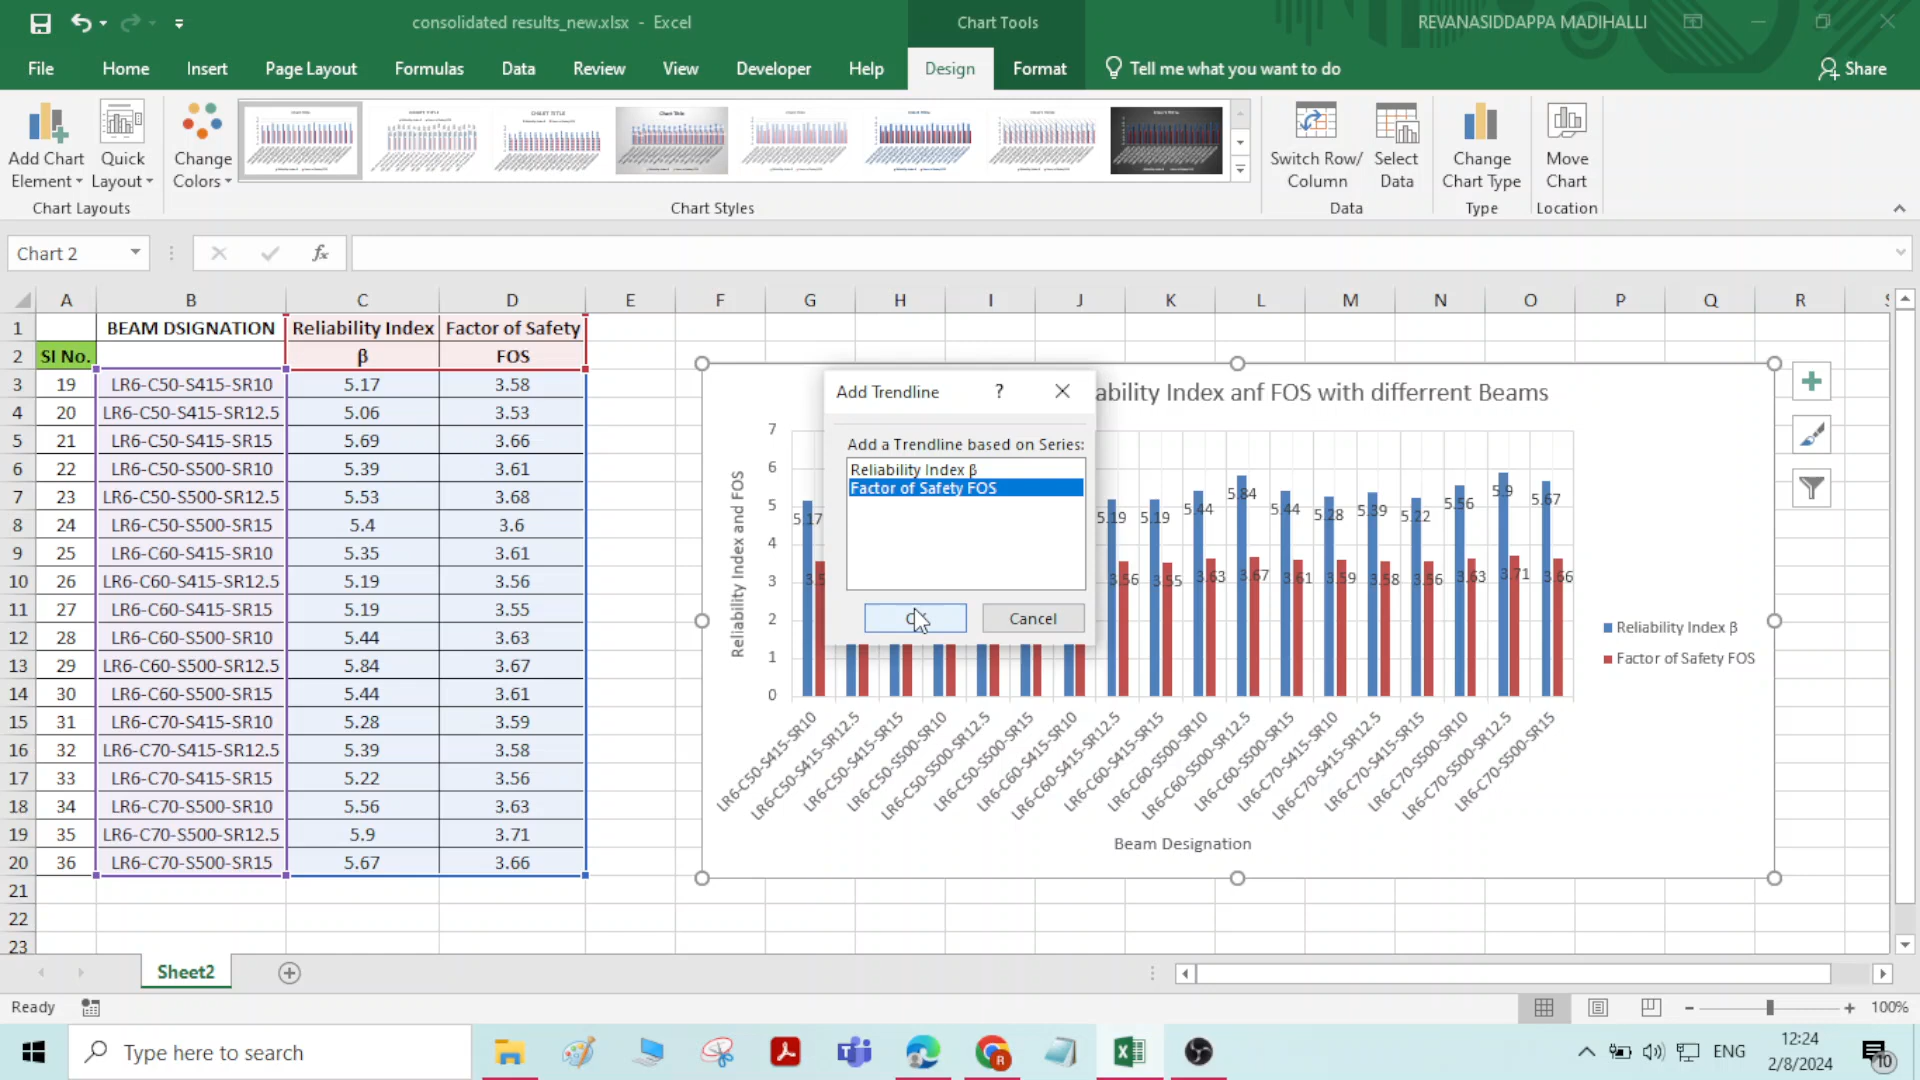 consolidated results_new.xlsx - Excel
Chart Tools
REVANASIDDAPPA MADIHALLI
File Home Insert Page Layout Formulas Data Review View Developer Help Design Format Tell me what you want to do Share
Add Chart Element
Quick Layout
Change Colors
Switch Row/ Column
Select Data
Change Chart Type
Move Chart
Chart Layouts Chart Styles Data Type Location
Chart 2 fx
A B C D E F G H I J K L M N O P Q R
1 BEAM DSIGNATION Reliability Index Factor of Safety
2 SI No. β FOS
3 19 LR6-C50-S415-SR10 5.17 3.58
4 20 LR6-C50-S415-SR12.5 5.06 3.53
5 21 LR6-C50-S415-SR15 5.69 3.66
6 22 LR6-C50-S500-SR10 5.39 3.61
7 23 LR6-C50-S500-SR12.5 5.53 3.68
8 24 LR6-C50-S500-SR15 5.4 3.6
9 25 LR6-C60-S415-SR10 5.35 3.61
10 26 LR6-C60-S415-SR12.5 5.19 3.56
11 27 LR6-C60-S415-SR15 5.19 3.55
12 28 LR6-C60-S500-SR10 5.44 3.63
13 29 LR6-C60-S500-SR12.5 5.84 3.67
14 30 LR6-C60-S500-SR15 5.44 3.61
15 31 LR6-C70-S415-SR10 5.28 3.59
16 32 LR6-C70-S415-SR12.5 5.39 3.58
17 33 LR6-C70-S415-SR15 5.22 3.56
18 34 LR6-C70-S500-SR10 5.56 3.63
19 35 LR6-C70-S500-SR12.5 5.9 3.71
20 36 LR6-C70-S500-SR15 5.67 3.66
21
22
23
Add Trendline ?
Add a Trendline based on Series:
Reliability Index β
Factor of Safety FOS
Cancel
ability Index anf FOS with differrent Beams
Reliability Index and FOS
7
6
5
4
3
2
1
0
5.17 5.19 5.19 5.44 5.84 5.44 5.28 5.39 5.22 5.56 5.9 5.67
3.56 3.55 3.63 3.67 3.61 3.59 3.58 3.56 3.63 3.71 3.66
Reliability Index β
Factor of Safety FOS
LR6-C50-S415-SR10
LR6-C50-S415-SR12.5
LR6-C50-S415-SR15
LR6-C50-S500-SR10
LR6-C50-S500-SR12.5
LR6-C50-S500-SR15
LR6-C60-S415-SR10
LR6-C60-S415-SR12.5
LR6-C60-S415-SR15
LR6-C60-S500-SR10
LR6-C60-S500-SR12.5
LR6-C60-S500-SR15
LR6-C70-S415-SR10
LR6-C70-S415-SR12.5
LR6-C70-S415-SR15
LR6-C70-S500-SR10
LR6-C70-S500-SR12.5
LR6-C70-S500-SR15
Beam Designation
Sheet2
Ready 100%
Type here to search
ENG
12:24
2/8/2024
10